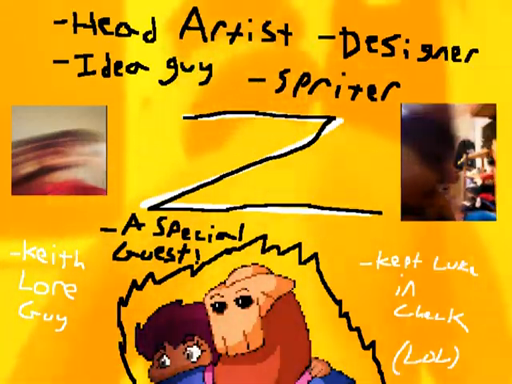 -Head Artist -Designer
-Idea guy -Spriter
Z
-A Special
Guest!
-Keith
Lore
Guy
-Kept Luke
in
Check
(LOL)